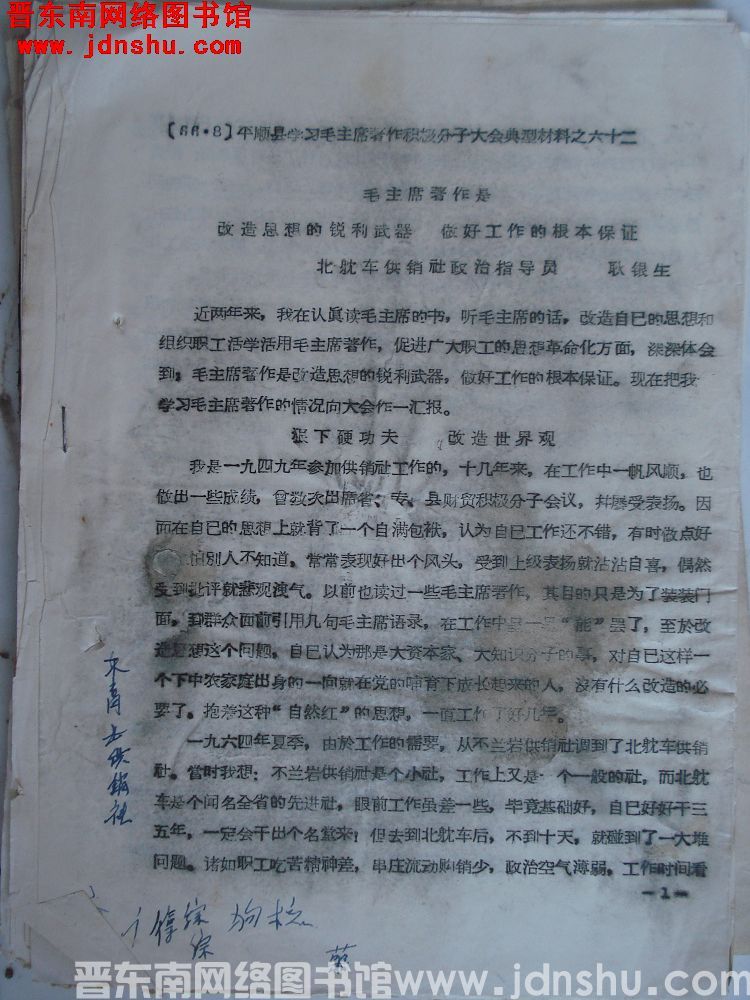 晋东南网络图书馆
www.jdnshu.com
〔66·8〕平顺县学习毛主席著作积极分子大会典型材料之六十二
毛主席著作是
改造思想的锐利武器 做好工作的根本保证
北耽车供销社政治指导员 耿银生
近两年来，我在认真读毛主席的书，听毛主席的话，改造自己的思想和
组织职工活学活用毛主席著作，促进广大职工的思想革命化方面，深深体会
到：毛主席著作是改造思想的锐利武器，做好工作的根本保证。现在把我
学习毛主席著作的情况向大会作一汇报。
狠下硬功夫 改造世界观
我是一九四九年参加供销社工作的，十几年来，在工作中一帆风顺，也
做出一些成绩，曾数次出席省、专、县财贸积极分子会议，并屡受表扬。因
而在自己的思想上就背了一个自满包袱，认为自己工作还不错，有时做点好
怕别人不知道。常常表现好出个风头，受到上级表扬就沾沾自喜，偶然
受到批评就悲观泄气。以前也读过一些毛主席著作，其目的只是为了装装门
面，到群众面前引用几句毛主席语录，在工作中显一显“能”罢了，至於改
造思想这个问题，自己认为那是大资本家、大知识分子的事，对自己这样一
个下中农家庭出身的一向就在党的哺育下成长起来的人，没有什么改造的必
要了。抱着这种“自然红”的思想，一直工作了好几年。
一九六四年夏季，由於工作的需要，从不兰岩供销社调到了北耽车供销
社。当时我想：不兰岩供销社是个小社，工作上又是一个一般的社，而北耽
车是个闻名全省的先进社，眼前工作虽差一些，毕竟基础好，自己好好干三
五年，一定会干出个名堂来！但去到北耽车后，不到十天，就碰到了一大堆
问题。诸如职工吃苦精神差，串庄流动购销少，政治空气薄弱，工作时间看
—1—
供销社
晋东南网络图书馆www.jdnshu.com